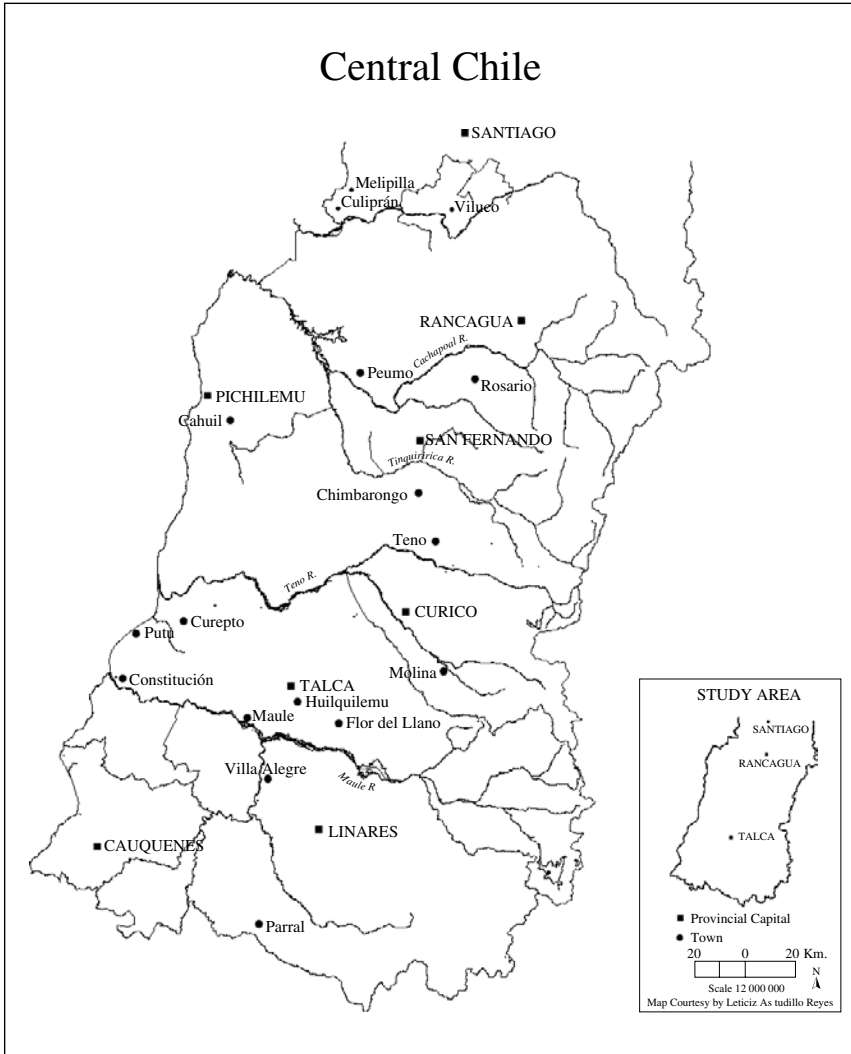 Central Chile
SANTIAGO
Melipilla
Culiprán
Viluco
RANCAGUA
Cachapoal R.
Peumo
Rosario
PICHILEMU
Cahuil
SAN FERNANDO
Tinquiririca R.
Chimbarongo
Teno
Teno R.
CURICO
Curepto
Putu
Molina
Constitución
TALCA
Huilquilemu
Maule
Flor del Llano
Villa Alegre
Maule R
LINARES
CAUQUENES
Parral
STUDY AREA
SANTIAGO
RANCAGUA
TALCA
Provincial Capital
Town
20 0 20 Km.
N
Scale 12 000 000
Map Courtesy by Leticiz As tudillo Reyes